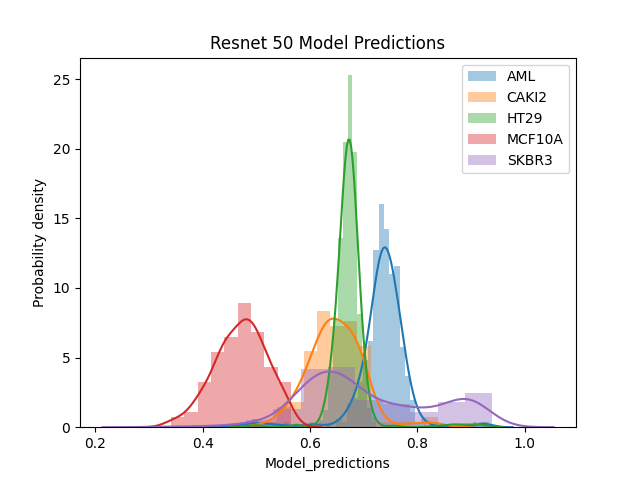 Resnet 50 Model Predictions
AML
CAKI2
HT29
MCF10A
SKBR3
Probability density
25
20
15
10
5
0
0.2 0.4 0.6 0.8 1.0
Model_predictions